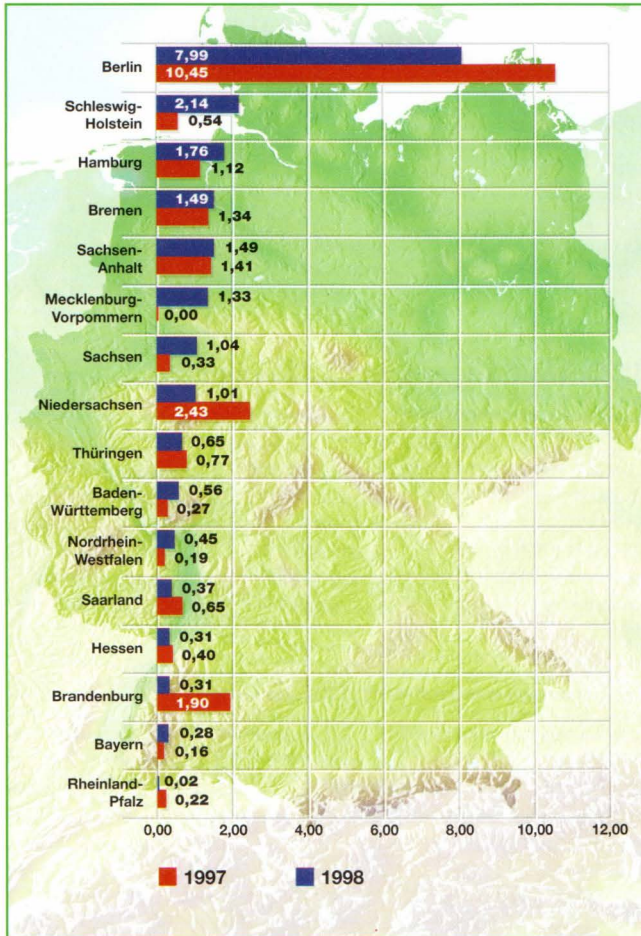 Berlin
7,99
10,45
Schleswig-
Holstein
2,14
0,54
Hamburg
1,76
1,12
Bremen
1,49
1,34
Sachsen-
Anhalt
1,49
1,41
Mecklenburg-
Vorpommern
1,33
0,00
Sachsen
1,04
0,33
Niedersachsen
1,01
2,43
Thüringen
0,65
0,77
Baden-
Württemberg
0,56
0,27
Nordrhein-
Westfalen
0,45
0,19
Saarland
0,37
0,65
Hessen
0,31
0,40
Brandenburg
0,31
1,90
Bayern
0,28
0,16
Rheinland-
Pfalz
0,02
0,22
0,00 2,00 4,00 6,00 8,00 10,00 12,00
1997 1998